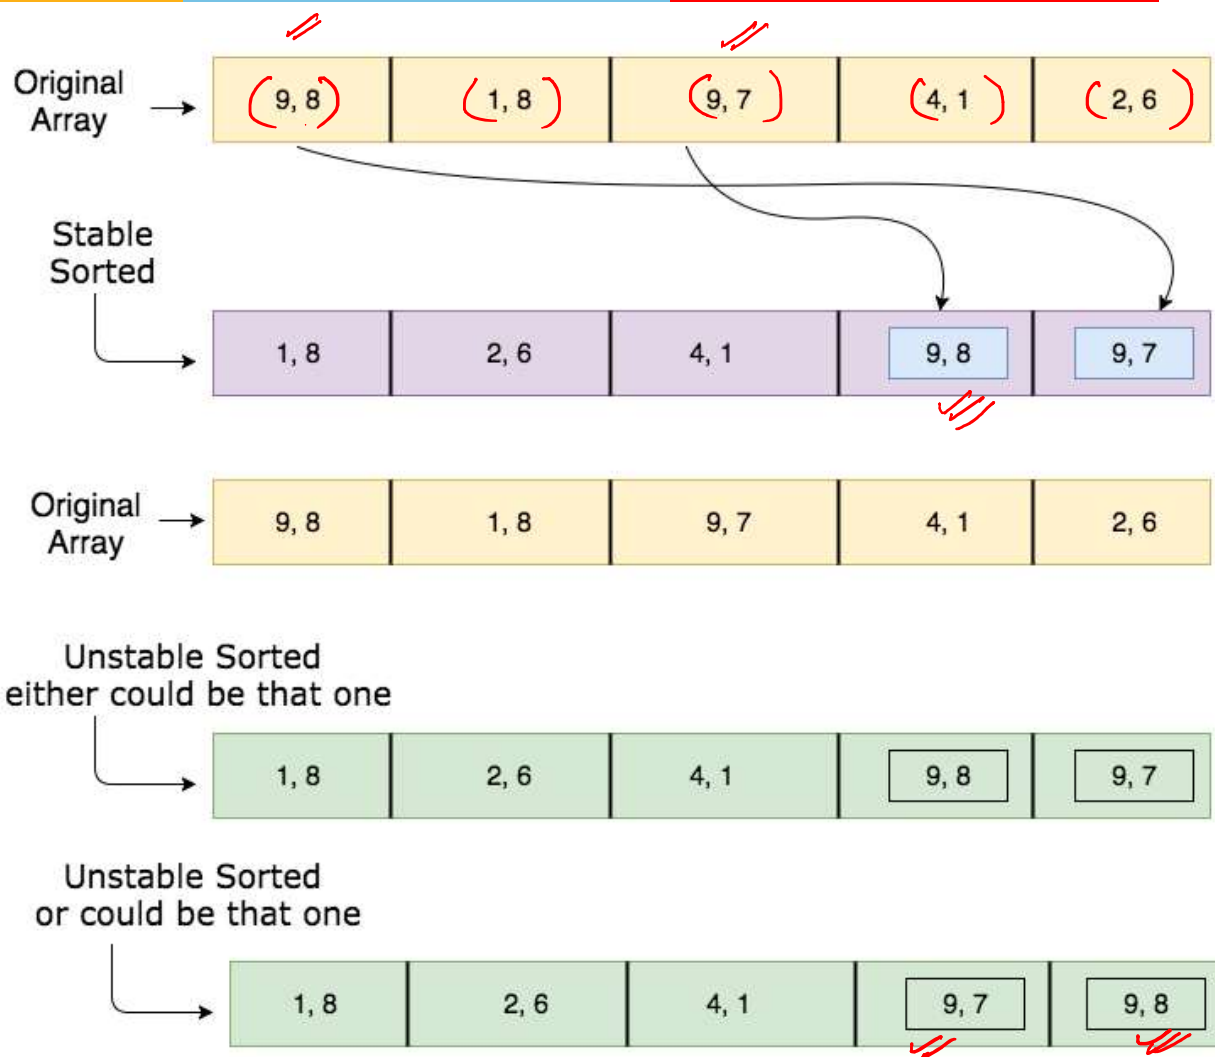 Original
Array
9, 8
1, 8
9, 7
4, 1
2, 6
Stable
Sorted
1, 8
2, 6
4, 1
9, 8
9, 7
Original
Array
9, 8
1, 8
9, 7
4, 1
2, 6
Unstable Sorted
either could be that one
1, 8
2, 6
4, 1
9, 8
9, 7
Unstable Sorted
or could be that one
1, 8
2, 6
4, 1
9, 7
9, 8